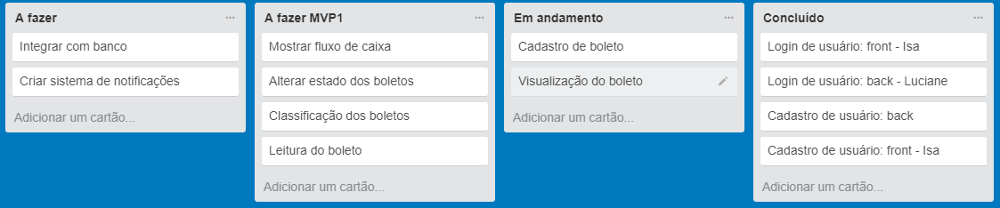 A fazer
Integrar com banco
Criar sistema de notificações
Adicionar um cartão...
A fazer MVP1
Mostrar fluxo de caixa
Alterar estado dos boletos
Classificação dos boletos
Leitura do boleto
Adicionar um cartão...
Em andamento
Cadastro de boleto
Visualização do boleto
Adicionar um cartão...
Concluído
Login de usuário: front - Isa
Login de usuário: back - Luciane
Cadastro de usuário: back
Cadastro de usuário: front - Isa
Adicionar um cartão...